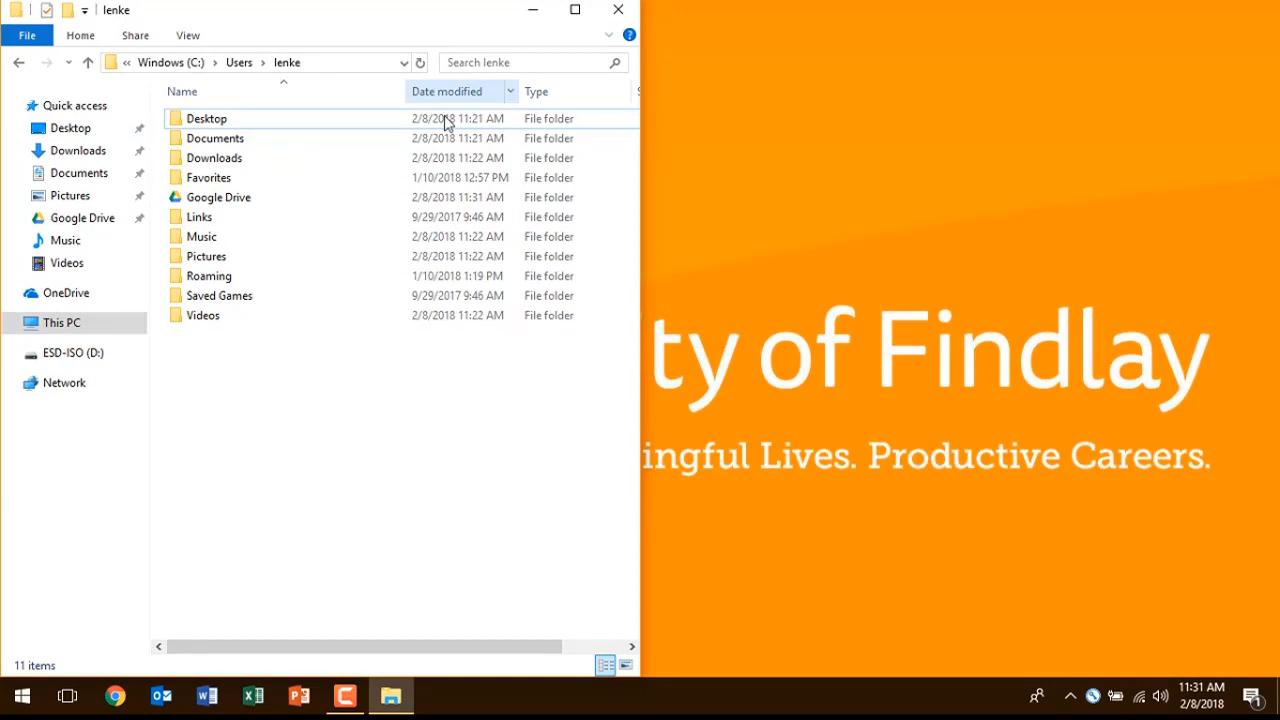 lenke
File Home Share View
« Windows (C:) › Users › lenke
Search lenke
Name Date modified Type
Quick access
Desktop
Downloads
Documents
Pictures
Google Drive
Music
Videos
OneDrive
This PC
ESD-ISO (D:)
Network
Desktop 2/8/2018 11:21 AM File folder
Documents 2/8/2018 11:21 AM File folder
Downloads 2/8/2018 11:22 AM File folder
Favorites 1/10/2018 12:57 PM File folder
Google Drive 2/8/2018 11:31 AM File folder
Links 9/29/2017 9:46 AM File folder
Music 2/8/2018 11:22 AM File folder
Pictures 2/8/2018 11:22 AM File folder
Roaming 1/10/2018 1:19 PM File folder
Saved Games 9/29/2017 9:46 AM File folder
Videos 2/8/2018 11:22 AM File folder
ty of Findlay
ingful Lives. Productive Careers.
11 items
11:31 AM
2/8/2018
1